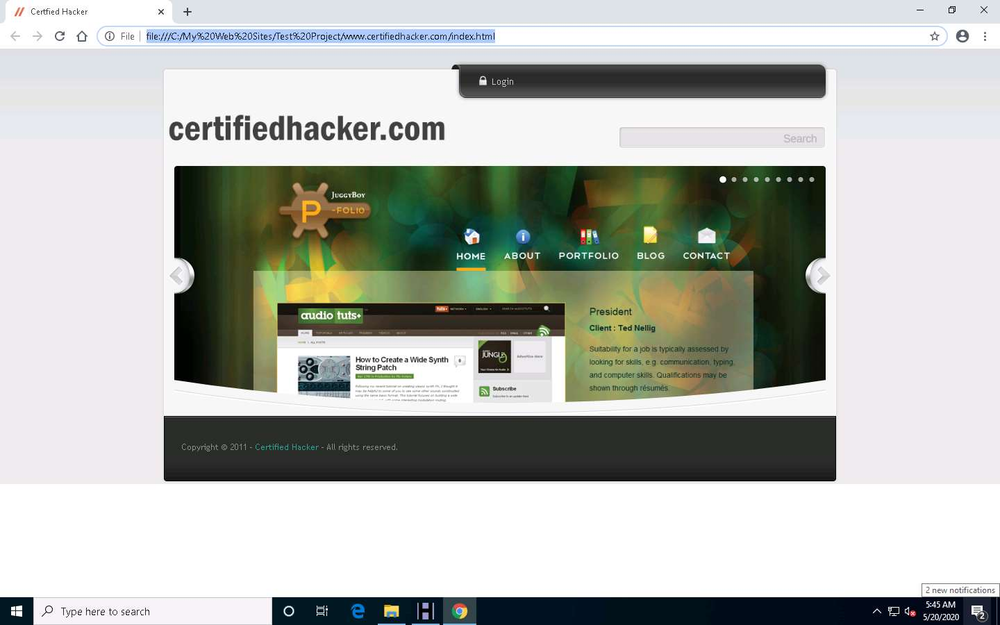 Certfied Hacker
File
file:///C:/My%20Web%20Sites/Test%20Project/www.certifiedhacker.com/index.html
Login
certifiedhacker.com
Search
JuggyBoy
P
-FOLIO
HOME
ABOUT
PORTFOLIO
BLOG
CONTACT
audio tuts+
HOME
President
Client : Ted Nellig
Suitability for a job is typically assessed by
looking for skills, e.g. communication, typing,
and computer skills. Qualifications may be
shown through résumés.
How to Create a Wide Synth
String Patch
JUNGLE
Advertise Here
Subscribe
Copyright © 2011 - Certified Hacker - All rights reserved.
2 new notifications
Type here to search
5:45 AM
5/20/2020
2